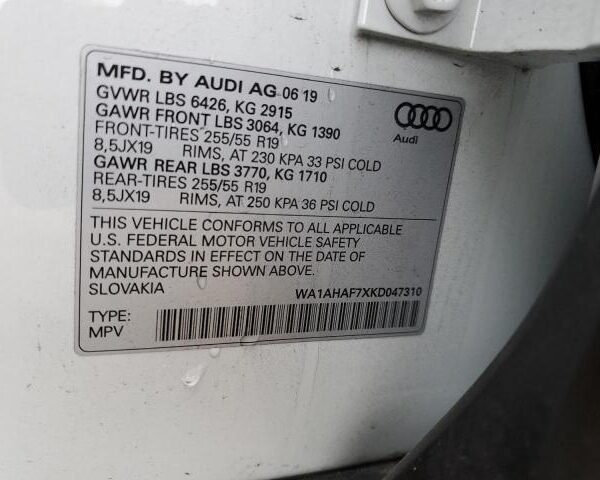 MFD. BY AUDI AG 06 19
GVWR LBS 6426, KG 2915
GAWR FRONT LBS 3064, KG 1390
FRONT-TIRES 255/55 R19
8,5JX19 RIMS, AT 230 KPA 33 PSI COLD
GAWR REAR LBS 3770, KG 1710
REAR-TIRES 255/55 R19
8,5JX19 RIMS, AT 250 KPA 36 PSI COLD
Audi
THIS VEHICLE CONFORMS TO ALL APPLICABLE
U.S. FEDERAL MOTOR VEHICLE SAFETY
STANDARDS IN EFFECT ON THE DATE OF
MANUFACTURE SHOWN ABOVE.
SLOVAKIA WA1AHAF7XKD047310
TYPE:
MPV